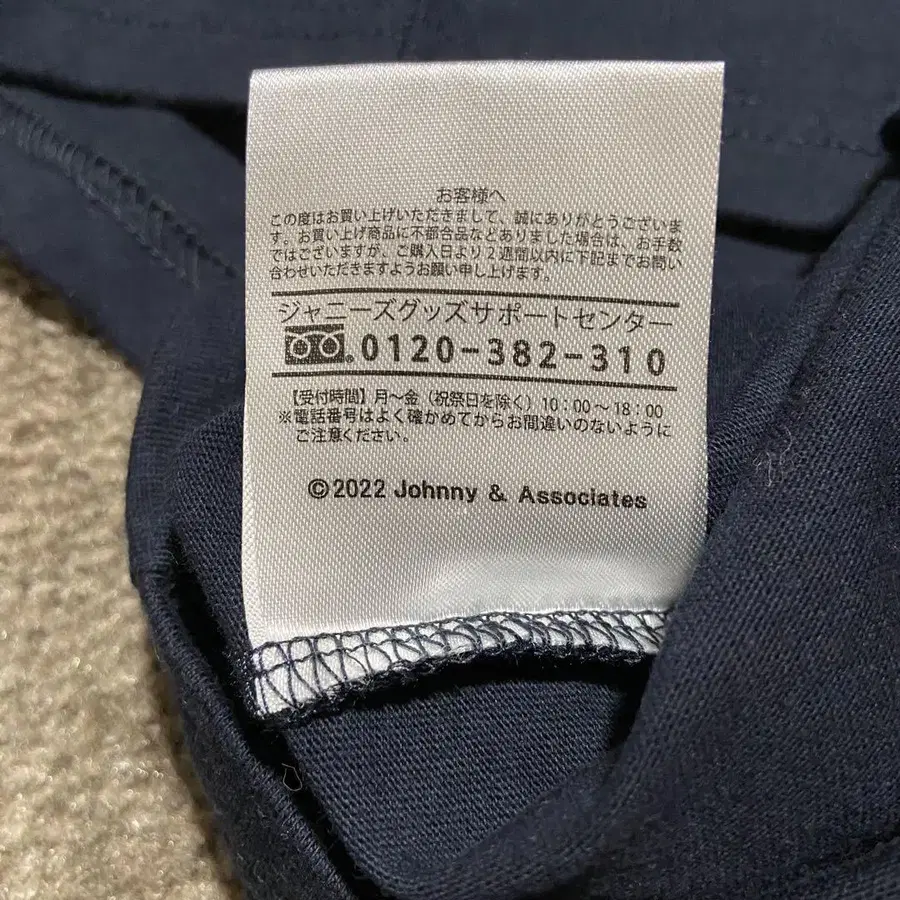 お客様へ
この度はお買い上げいただきまして、誠にありがとうございま
す。お買い上げ商品に不都合品などありました場合は、お手数
ではございますが、ご購入日より2週間以内に下記までお問い
合わせいただきますようお願い申し上げます。
ジャニーズグッズサポートセンター
0120-382-310
【受付時間】月〜金（祝祭日を除く）10:00〜18:00
※電話番号はよく確かめてからお間違いのないように
ご注意ください。
©2022 Johnny & Associates